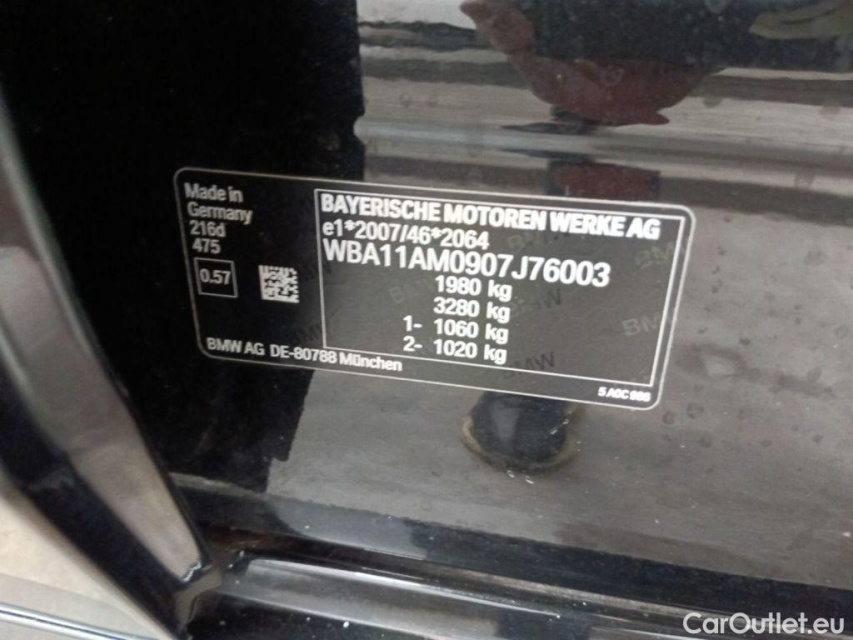 Made in
Germany
216d
475
0.57
BAYERISCHE MOTOREN WERKE AG
e1*2007/46*2064
WBA11AM0907J76003
1980 kg
3280 kg
1- 1060 kg
2- 1020 kg
BMW AG DE-80788 München
BMW
CarOutlet.eu